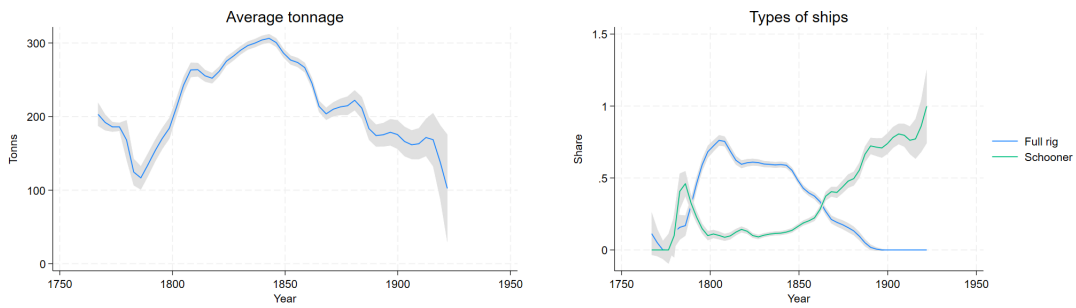 Average tonnage
Tonns
300
200
100
0
1750
1800
1850
1900
1950
Year
Types of ships
Share
1.5
1
.5
0
1750
1800
1850
1900
1950
Year
Full rig
Schooner